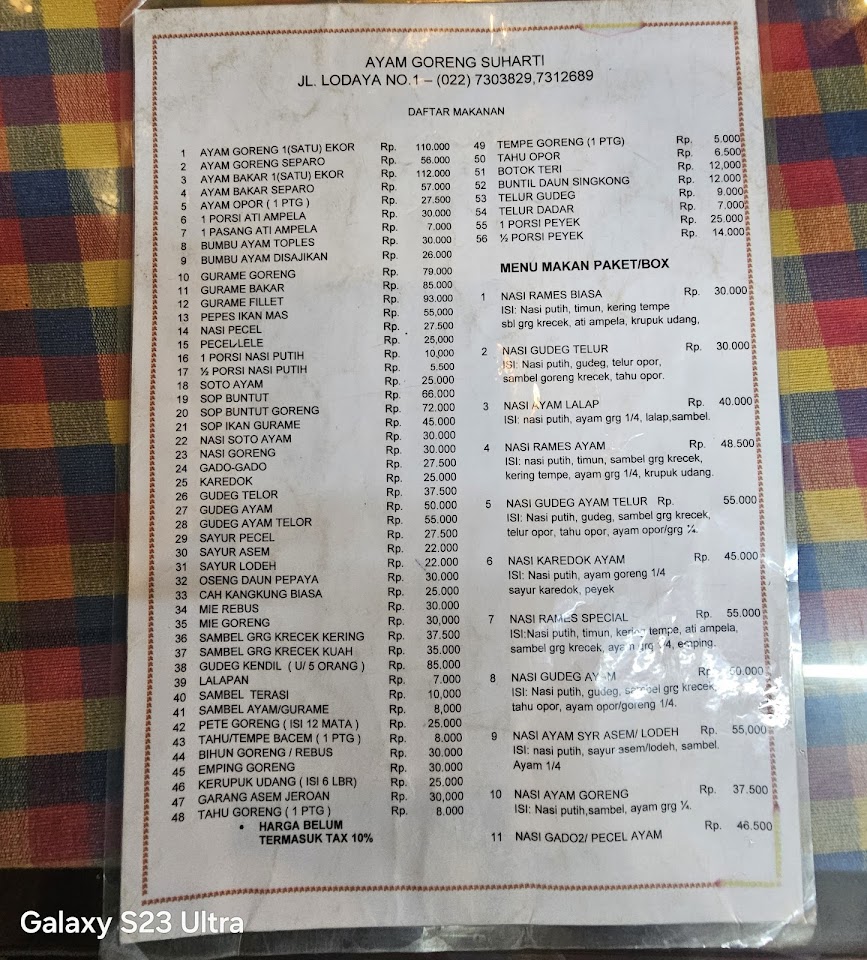 AYAM GORENG SUHARTI
JL. LODAYA NO.1 – (022) 7303829,7312689
DAFTAR MAKANAN
1 AYAM GORENG 1(SATU) EKOR Rp. 110.000
2 AYAM GORENG SEPARO Rp. 56.000
3 AYAM BAKAR 1(SATU) EKOR Rp. 112.000
4 AYAM BAKAR SEPARO Rp. 57.000
5 AYAM OPOR ( 1 PTG ) Rp. 27.500
6 1 PORSI ATI AMPELA Rp. 30.000
7 1 PASANG ATI AMPELA Rp. 7.000
8 BUMBU AYAM TOPLES Rp. 30.000
9 BUMBU AYAM DISAJIKAN Rp. 26.000
10 GURAME GORENG Rp. 79.000
11 GURAME BAKAR Rp. 85.000
12 GURAME FILLET Rp. 93.000
13 PEPES IKAN MAS Rp. 55,000
14 NASI PECEL Rp. 27.500
15 PECEL LELE Rp. 25,000
16 1 PORSI NASI PUTIH Rp. 10,000
17 ½ PORSI NASI PUTIH Rp. 5.500
18 SOTO AYAM Rp. 25.000
19 SOP BUNTUT Rp. 66.000
20 SOP BUNTUT GORENG Rp. 72.000
21 SOP IKAN GURAME Rp. 45.000
22 NASI SOTO AYAM Rp. 30.000
23 NASI GORENG Rp. 30.000
24 GADO-GADO Rp. 27.500
25 KAREDOK Rp. 25.000
26 GUDEG TELOR Rp. 37.500
27 GUDEG AYAM Rp. 50.000
28 GUDEG AYAM TELOR Rp. 55.000
29 SAYUR PECEL Rp. 27.500
30 SAYUR ASEM Rp. 22.000
31 SAYUR LODEH Rp. 22.000
32 OSENG DAUN PEPAYA Rp. 30.000
33 CAH KANGKUNG BIASA Rp. 25.000
34 MIE REBUS Rp. 30.000
35 MIE GORENG Rp. 30,000
36 SAMBEL GRG KRECEK KERING Rp. 37.500
37 SAMBEL GRG KRECEK KUAH Rp. 35.000
38 GUDEG KENDIL ( U/ 5 ORANG ) Rp. 85.000
39 LALAPAN Rp. 7.000
40 SAMBEL TERASI Rp. 10,000
41 SAMBEL AYAM/GURAME Rp. 8,000
42 PETE GORENG ( ISI 12 MATA ) Rp. 25.000
43 TAHU/TEMPE BACEM ( 1 PTG ) Rp. 8.000
44 BIHUN GORENG / REBUS Rp. 30.000
45 EMPING GORENG Rp. 30.000
46 KERUPUK UDANG ( ISI 6 LBR) Rp. 25.000
47 GARANG ASEM JEROAN Rp. 30,000
48 TAHU GORENG ( 1 PTG ) Rp. 8.000
• HARGA BELUM
TERMASUK TAX 10%
49 TEMPE GORENG (1 PTG) Rp. 5.000
50 TAHU OPOR Rp. 6.500
51 BOTOK TERI Rp. 12,000
52 BUNTIL DAUN SINGKONG Rp. 12.000
53 TELUR GUDEG Rp. 9.000
54 TELUR DADAR Rp. 7.000
55 1 PORSI PEYEK Rp. 25.000
56 ½ PORSI PEYEK Rp. 14.000
MENU MAKAN PAKET/BOX
1 NASI RAMES BIASA Rp. 30.000
ISI: Nasi putih, timun, kering tempe
sbl grg krecek, ati ampela, krupuk udang,
2 NASI GUDEG TELUR Rp. 30.000
ISI: Nasi putih, gudeg, telur opor,
sambel goreng krecek, tahu opor.
3 NASI AYAM LALAP Rp. 40.000
ISI: nasi putih, ayam grg 1/4, lalap,sambel.
4 NASI RAMES AYAM Rp. 48.500
ISI: nasi putih, timun, sambel grg krecek,
kering tempe, ayam grg 1/4, krupuk udang.
5 NASI GUDEG AYAM TELUR Rp. 55.000
ISI: Nasi putih, gudeg, sambel grg krecek,
telur opor, tahu opor, ayam opor/grg ¼.
6 NASI KAREDOK AYAM Rp. 45.000
ISI: Nasi putih, ayam goreng 1/4
sayur karedok, peyek
7 NASI RAMES SPECIAL Rp. 55.000
ISI:Nasi putih, timun, kering tempe, ati ampela,
sambel grg krecek, ayam grg 1/4, emping.
8 NASI GUDEG AYAM Rp. 50.000
ISI: Nasi putih, gudeg, sambel grg krecek
tahu opor, ayam opor/goreng 1/4.
9 NASI AYAM SYR ASEM/ LODEH Rp. 55,000
ISI: nasi putih, sayur asem/lodeh, sambel.
Ayam 1/4
10 NASI AYAM GORENG Rp. 37.500
ISI: Nasi putih,sambel, ayam grg ¼.
11 NASI GADO2/ PECEL AYAM Rp. 46.500
Galaxy S23 Ultra